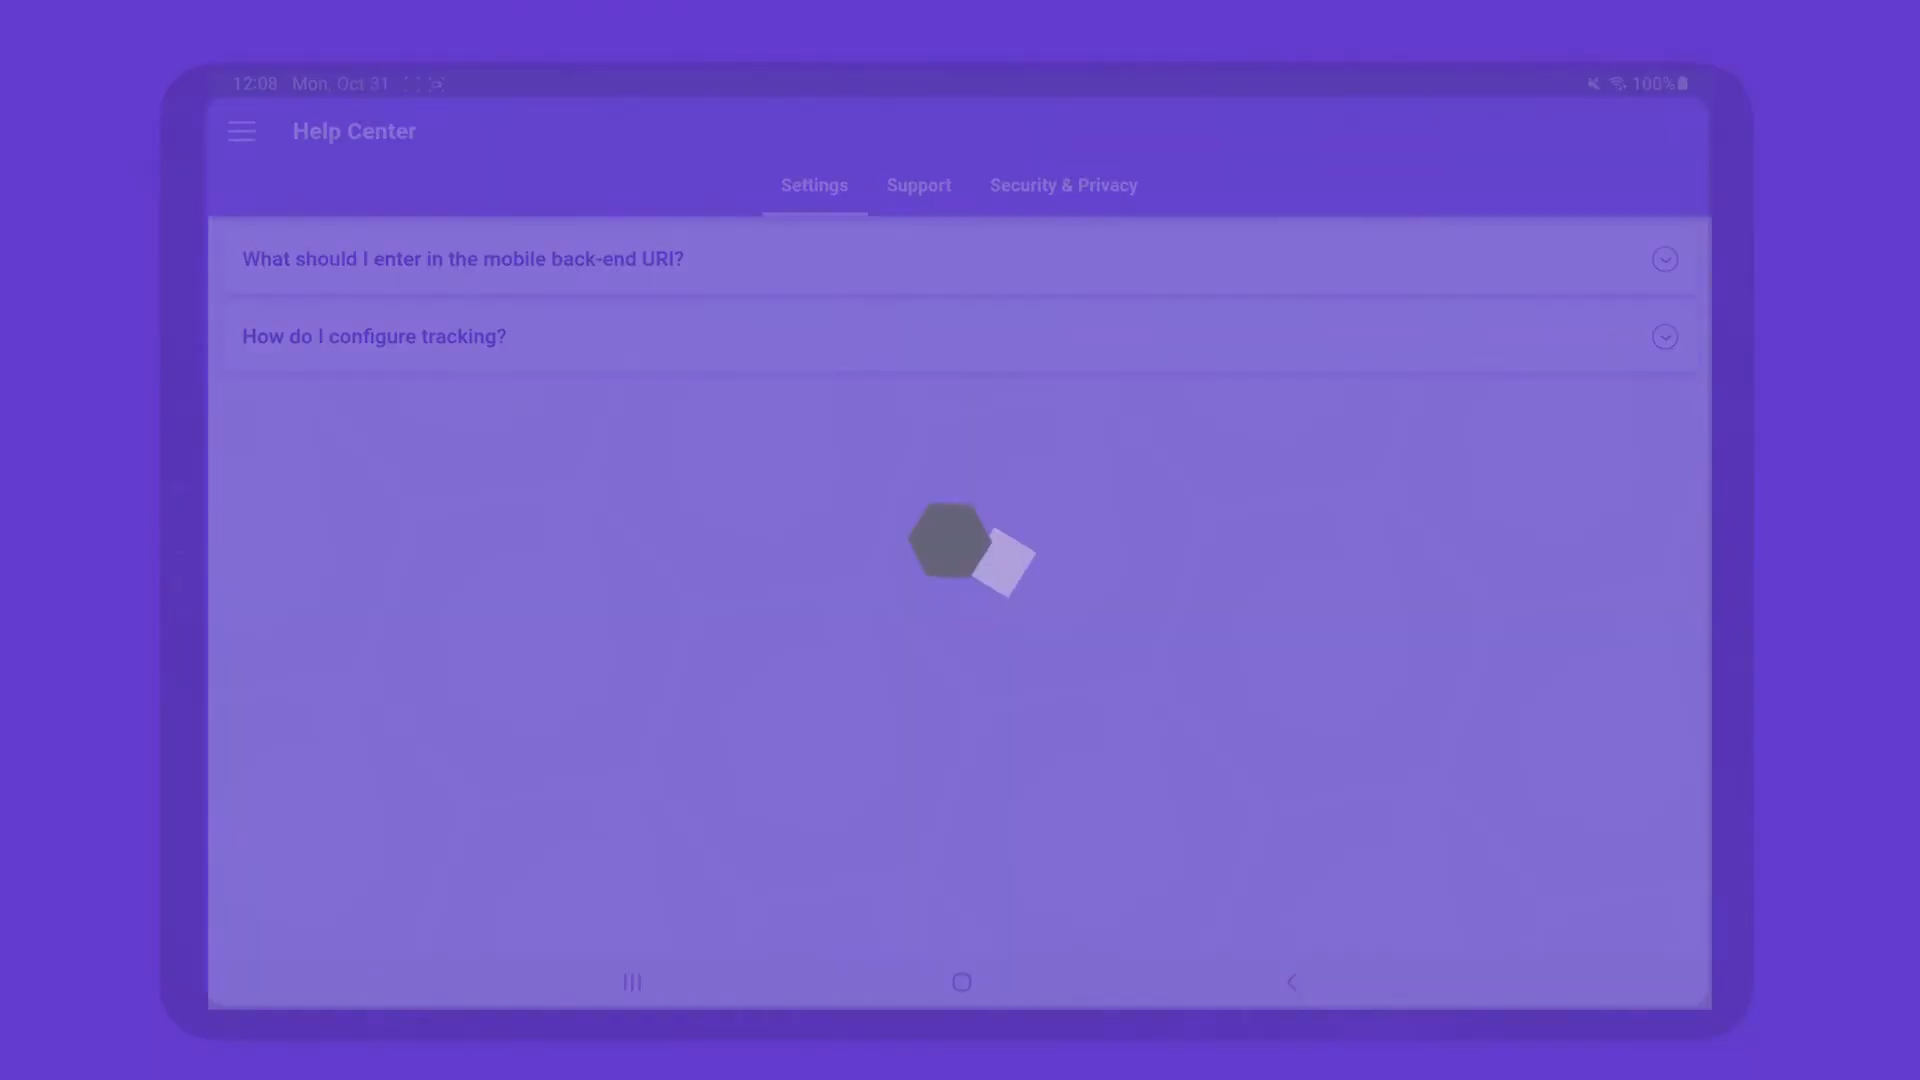 12:08 Mon, Oct 31 100%
Help Center
Settings Support Security & Privacy
What should I enter in the mobile back-end URI?
How do I configure tracking?